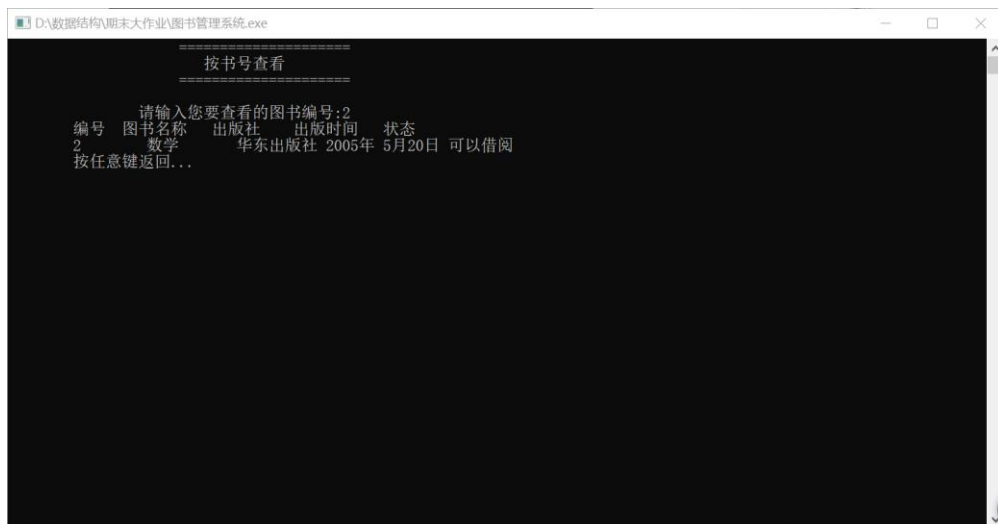 D:\数据结构\期末大作业\图书管理系统.exe
=====================
按书号查看
=====================
请输入您要查看的图书编号:2
编号 图书名称 出版社 出版时间 状态
2 数学 华东出版社 2005年 5月20日 可以借阅
按任意键返回...